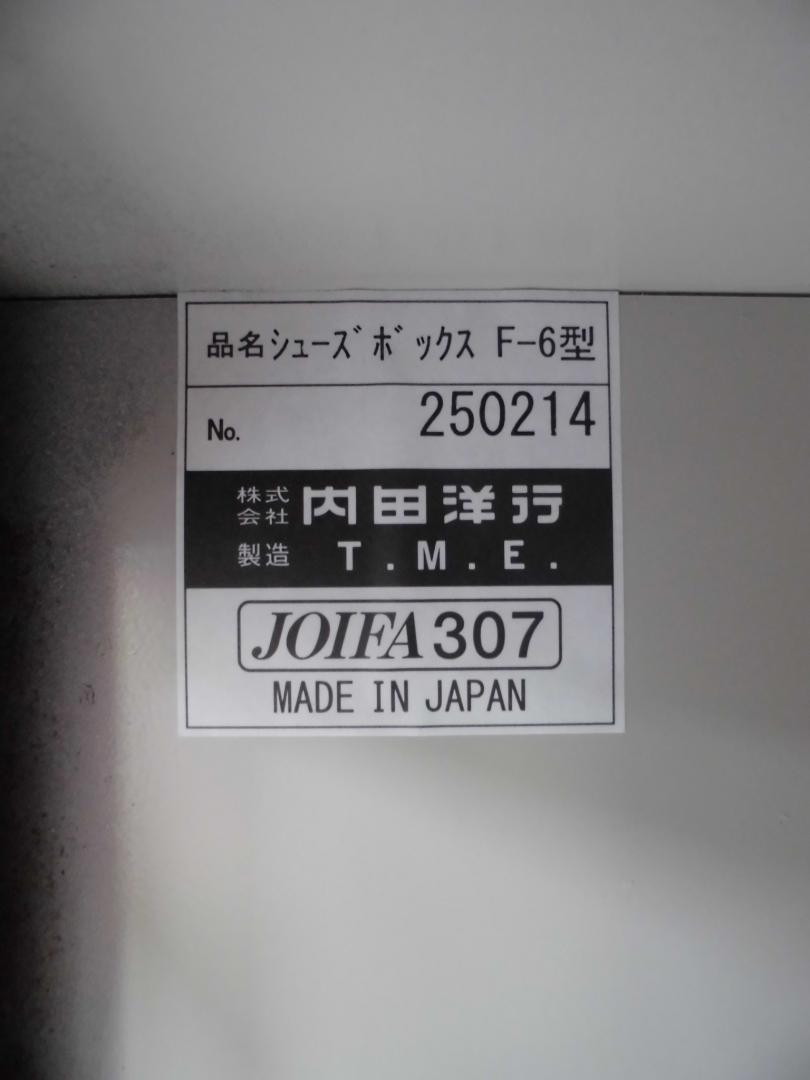 品名 シューズボックス F-6型
No. 250214
株式会社 内田洋行
製造 T.M.E.
JOIFA 307
MADE IN JAPAN